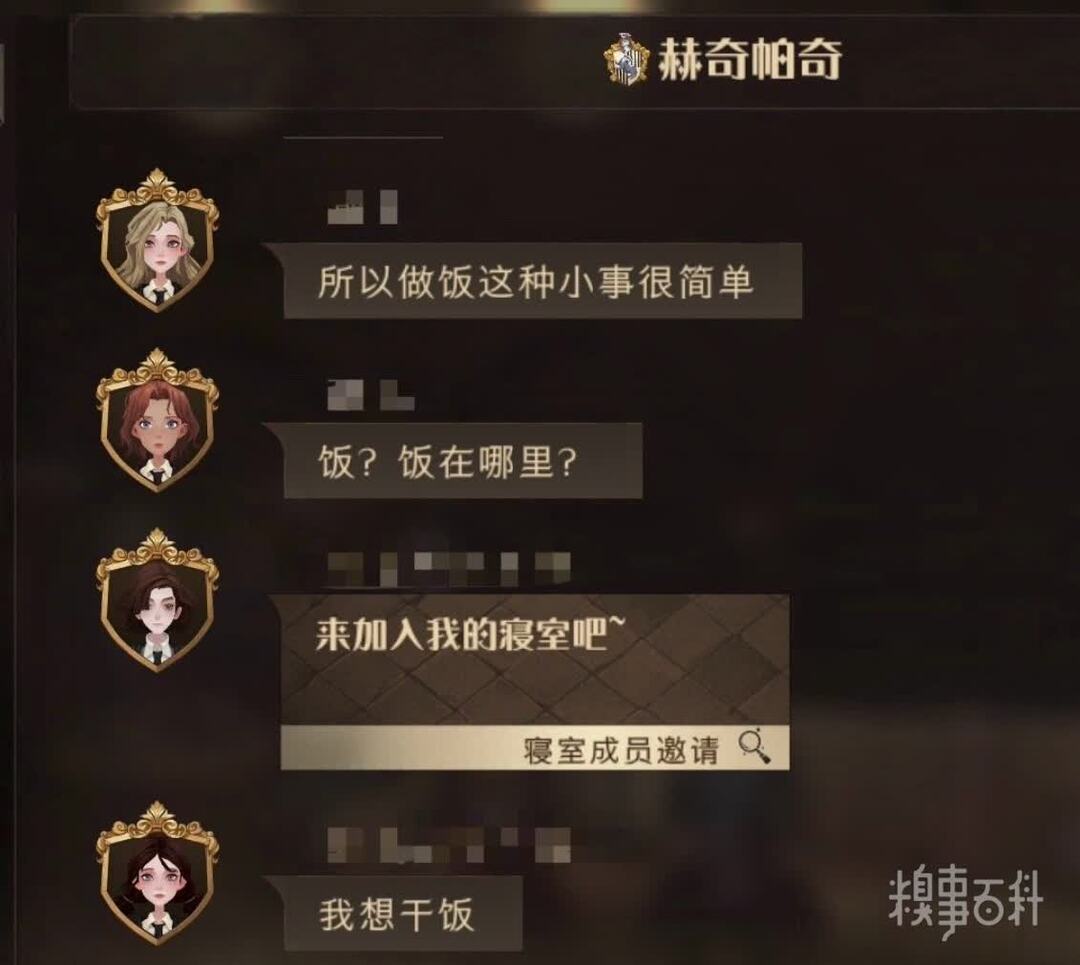 赫奇帕奇
所以做饭这种小事很简单
饭？饭在哪里？
来加入我的寝室吧~
寝室成员邀请
我想干饭
糗事百科